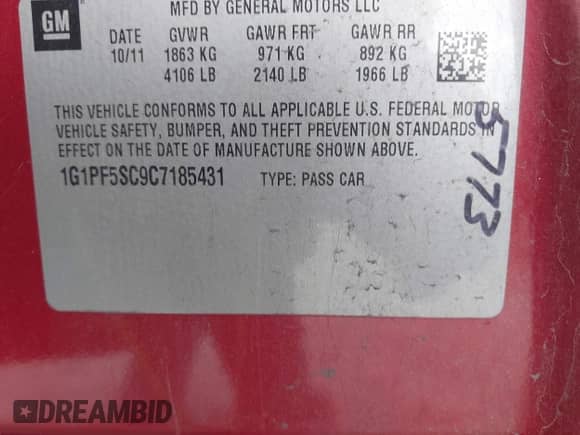 MFD BY GENERAL MOTORS LLC
GM
DATE GVWR GAWR FRT GAWR RR
10/11 1863 KG 971 KG 892 KG
4106 LB 2140 LB 1966 LB
THIS VEHICLE CONFORMS TO ALL APPLICABLE U.S. FEDERAL MOTOR
VEHICLE SAFETY, BUMPER, AND THEFT PREVENTION STANDARDS IN
EFFECT ON THE DATE OF MANUFACTURE SHOWN ABOVE.
1G1PF5SC9C7185431 TYPE: PASS CAR
5773
DREAMBID